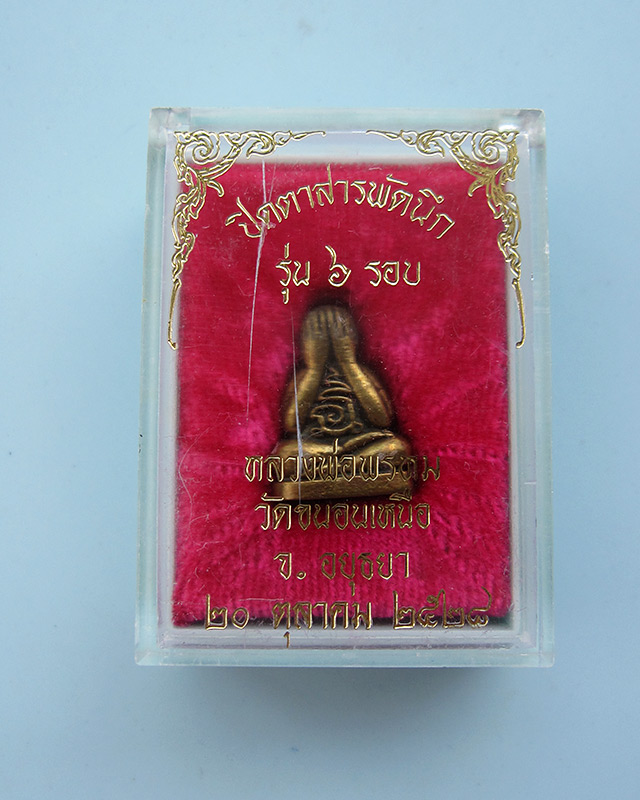 ปิดตาสารพัดนึก
รุ่น ๖ รอบ
หลวงพ่อพรหม
วัดขนอนเหนือ
จ. อยุธยา
๒๐ ตุลาคม ๒๕๒๘